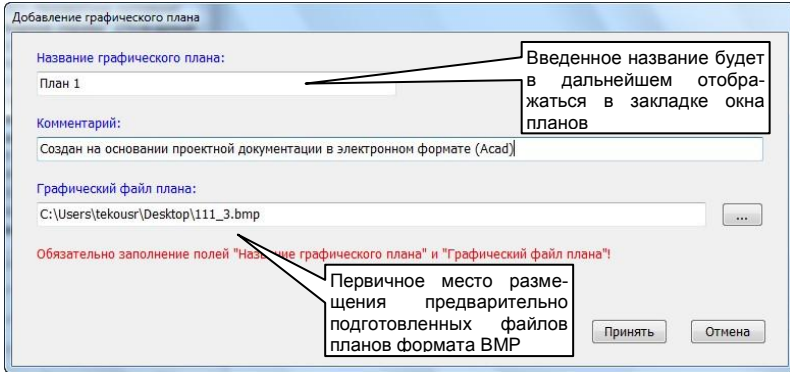 Добавление графического плана
Название графического плана:
План 1
Введенное название будет
в дальнейшем отобра-
жаться в закладке окна
планов
Комментарий:
Создан на основании проектной документации в электронном формате (Acad)
Графический файл плана:
C:\Users\tekousr\Desktop\111_3.bmp
...
Обязательно заполнение полей "Название графического плана" и "Графический файл плана"!
Первичное место разме-
щения предварительно
подготовленных файлов
планов формата BMP
Принять
Отмена